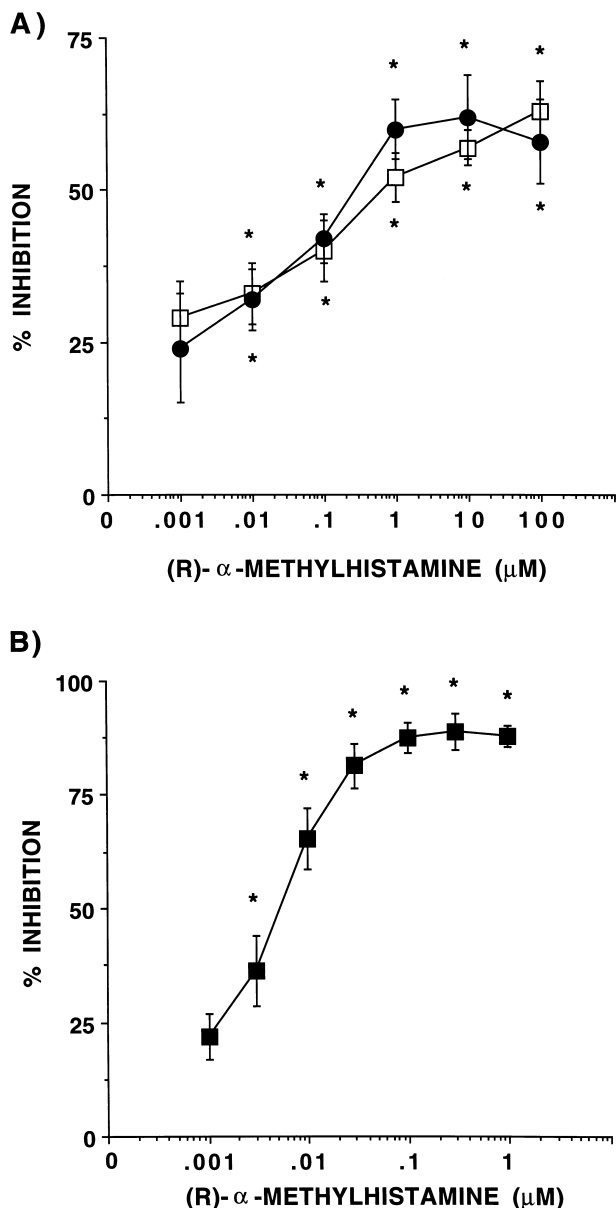 A)
75
* * *
*
50
*
* *
*
% INHIBITION
*
25
*
0
0 .001 .01 .1 1 10 100
(R)- α -METHYLHISTAMINE (μM)
B)
100
* * * *
*
75
*
% INHIBITION
50
*
25
0
0 .001 .01 .1 1
(R)- α -METHYLHISTAMINE (μM)